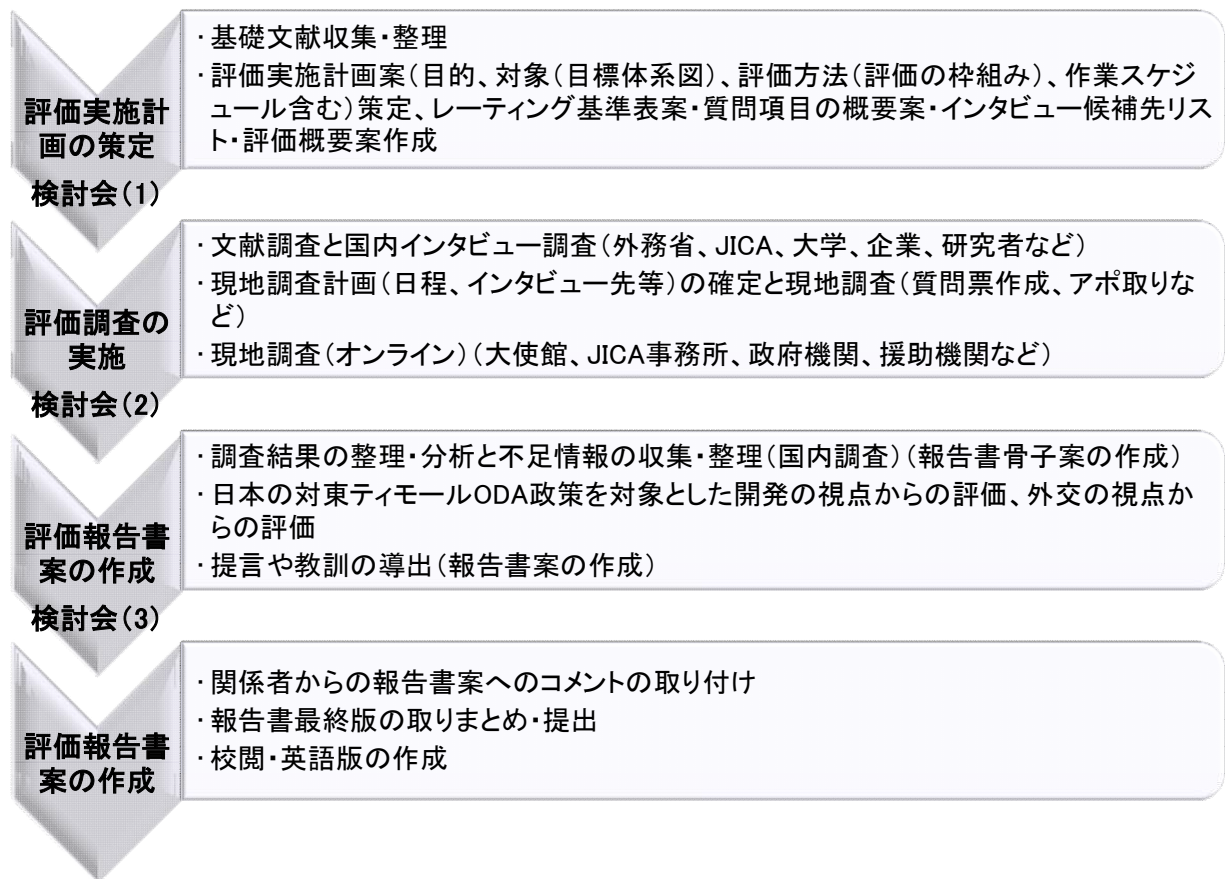 評価実施計
画の策定
検討会(1)
・基礎文献収集・整理
・評価実施計画案(目的、対象(目標体系図)、評価方法(評価の枠組み)、作業スケジ
ュール含む)策定、レーティング基準表案・質問項目の概要案・インタビュー候補先リス
ト・評価概要案作成
評価調査の
実施
検討会(2)
・文献調査と国内インタビュー調査(外務省、JICA、大学、企業、研究者など)
・現地調査計画(日程、インタビュー先等)の確定と現地調査(質問票作成、アポ取りな
ど)
・現地調査(オンライン)(大使館、JICA事務所、政府機関、援助機関など)
評価報告書
案の作成
検討会(3)
・調査結果の整理・分析と不足情報の収集・整理(国内調査)(報告書骨子案の作成)
・日本の対東ティモールODA政策を対象とした開発の視点からの評価、外交の視点か
らの評価
・提言や教訓の導出(報告書案の作成)
評価報告書
案の作成
・関係者からの報告書案へのコメントの取り付け
・報告書最終版の取りまとめ・提出
・校閲・英語版の作成